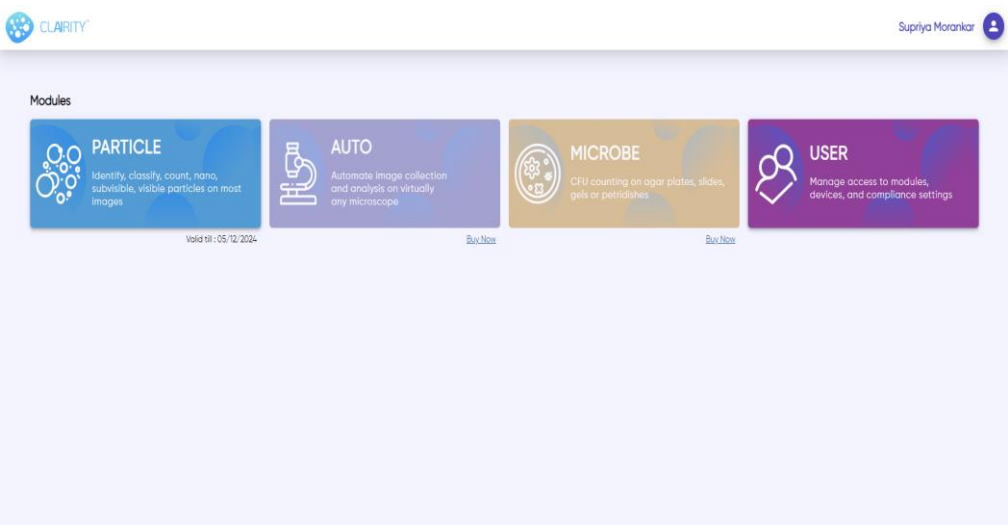 CLAIRITY
Supriya Morankar
Modules
PARTICLE
Identify, classify, count, nano,
subvisible, visible particles on most
images
Valid till : 05/12/2024
AUTO
Automate image collection
and analysis on virtually
any microscope
Buy Now
MICROBE
CFU counting on agar plates, slides,
gels or petridishes
Buy Now
USER
Manage access to modules,
devices, and compliance settings